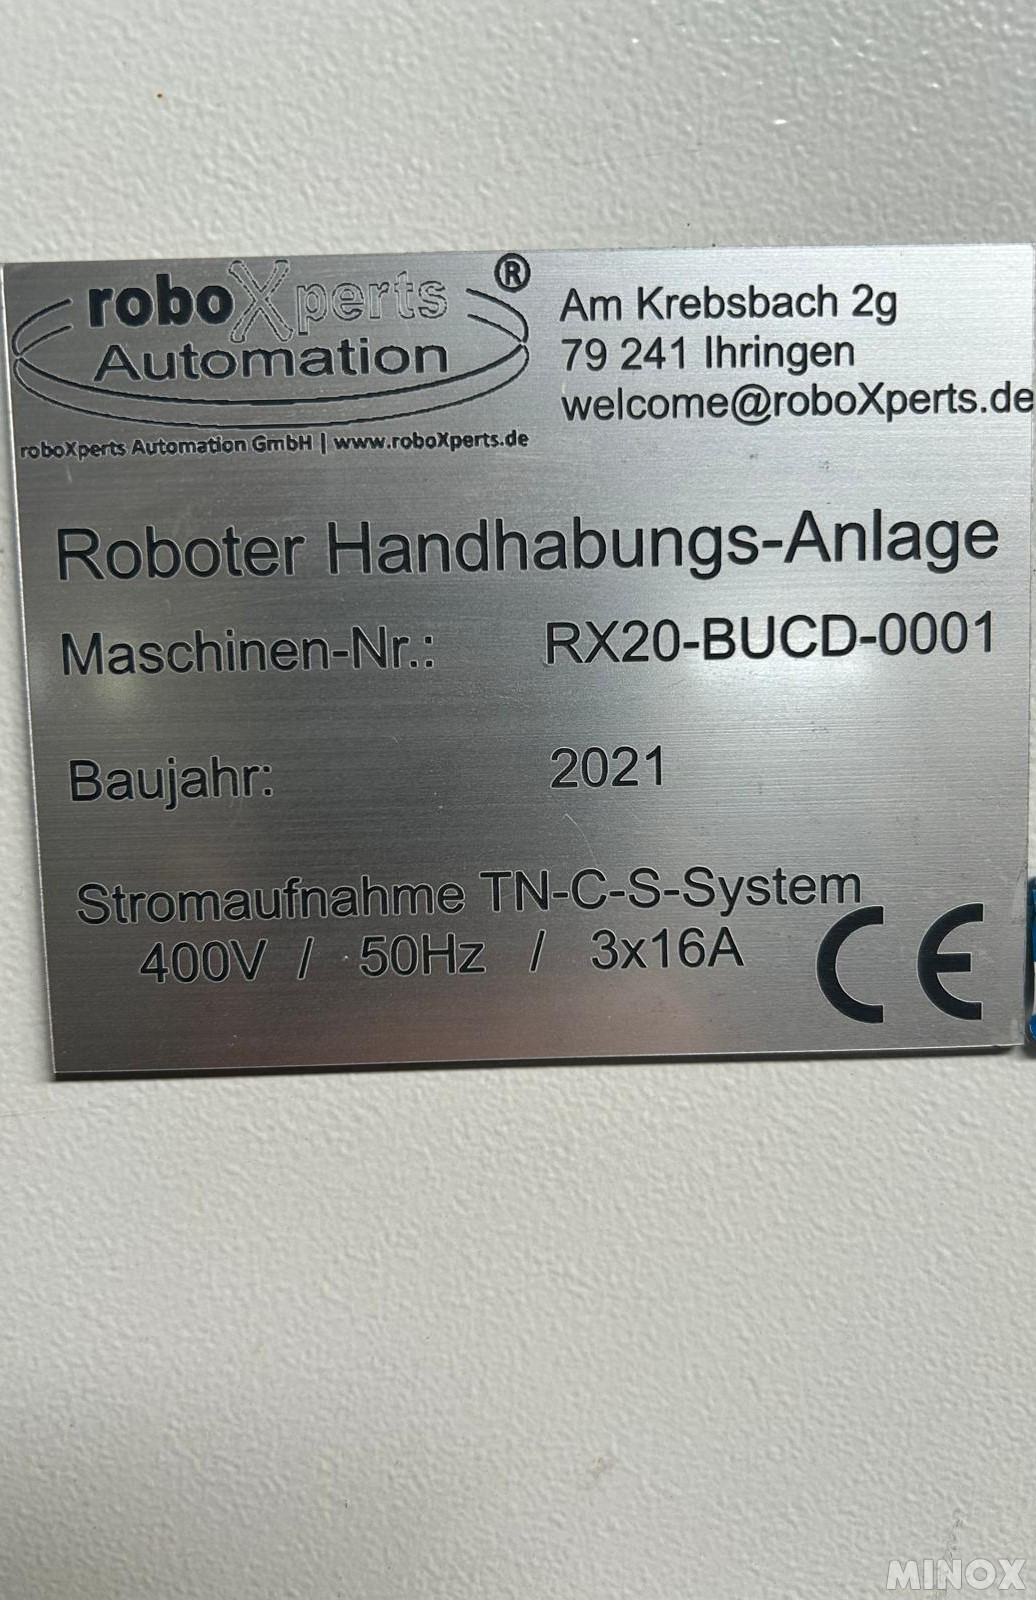 roboXperts ®
Automation
roboXperts Automation GmbH | www.roboXperts.de
Am Krebsbach 2g
79 241 Ihringen
welcome@roboXperts.de
Roboter Handhabungs-Anlage
Maschinen-Nr.: RX20-BUCD-0001
Baujahr: 2021
Stromaufnahme TN-C-S-System
400V / 50Hz / 3x16A
CE
MINOX